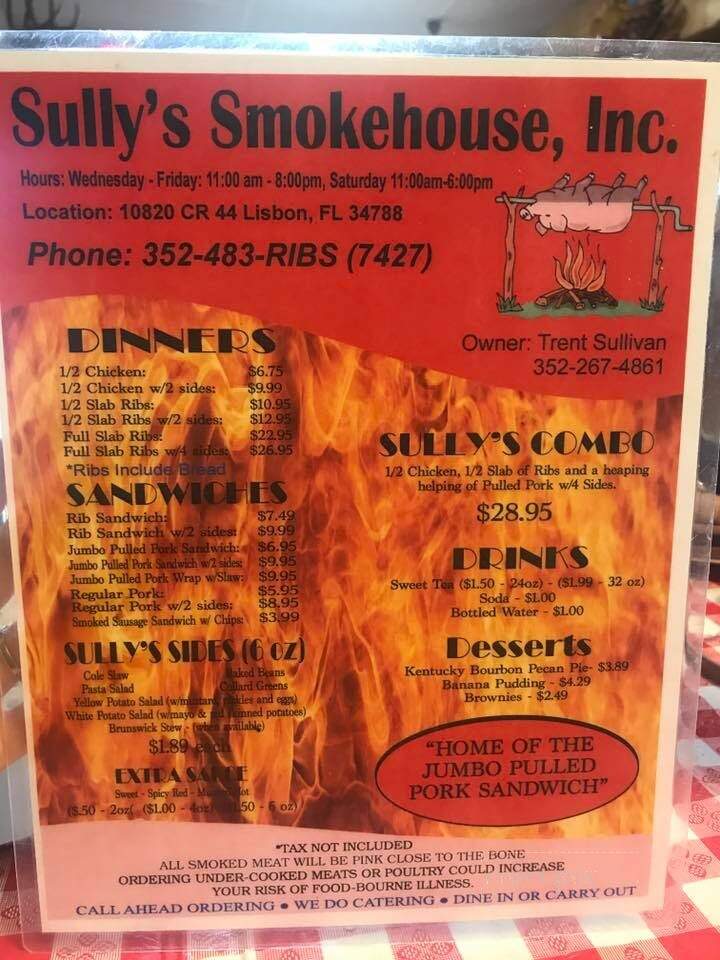 Sully's Smokehouse, Inc.
Hours: Wednesday - Friday: 11:00 am - 8:00pm, Saturday 11:00am-6:00pm
Location: 10820 CR 44 Lisbon, FL 34788
Phone: 352-483-RIBS (7427)
Owner: Trent Sullivan
352-267-4861
DINNERS
1/2 Chicken: $6.75
1/2 Chicken w/2 sides: $9.99
1/2 Slab Ribs: $10.95
1/2 Slab Ribs w/2 sides: $12.95
Full Slab Ribs: $22.95
Full Slab Ribs w/4 sides: $26.95
*Ribs Include Bread
SANDWICHES
Rib Sandwich: $7.49
Rib Sandwich w/2 sides: $9.99
Jumbo Pulled Pork Sandwich: $6.95
Jumbo Pulled Pork Sandwich w/2 sides: $9.95
Jumbo Pulled Pork Wrap w/Slaw: $9.95
Regular Pork: $5.95
Regular Pork w/2 sides: $8.95
Smoked Sausage Sandwich w/ Chips: $3.99
SULLY'S SIDES (6 OZ)
Cole Slaw Baked Beans
Pasta Salad Collard Greens
Yellow Potato Salad (w/mustard, pickles and eggs)
White Potato Salad (w/mayo & red skinned potatoes)
Brunswick Stew - (when available)
$1.89 each
EXTRA SAUCE
Sweet - Spicy Red - Hot
($.50 - 2oz( ($1.00 - 4oz) 1.50 - 6 oz)
SULLY'S COMBO
1/2 Chicken, 1/2 Slab of Ribs and a heaping
helping of Pulled Pork w/4 Sides.
$28.95
DRINKS
Sweet Tea ($1.50 - 24oz) - ($1.99 - 32 oz)
Soda - $1.00
Bottled Water - $1.00
Desserts
Kentucky Bourbon Pecan Pie- $3.89
Banana Pudding - $4.29
Brownies - $2.49
"HOME OF THE
JUMBO PULLED
PORK SANDWICH"
*TAX NOT INCLUDED
ALL SMOKED MEAT WILL BE PINK CLOSE TO THE BONE
ORDERING UNDER-COOKED MEATS OR POULTRY COULD INCREASE
YOUR RISK OF FOOD-BOURNE ILLNESS.
CALL AHEAD ORDERING • WE DO CATERING • DINE IN OR CARRY OUT